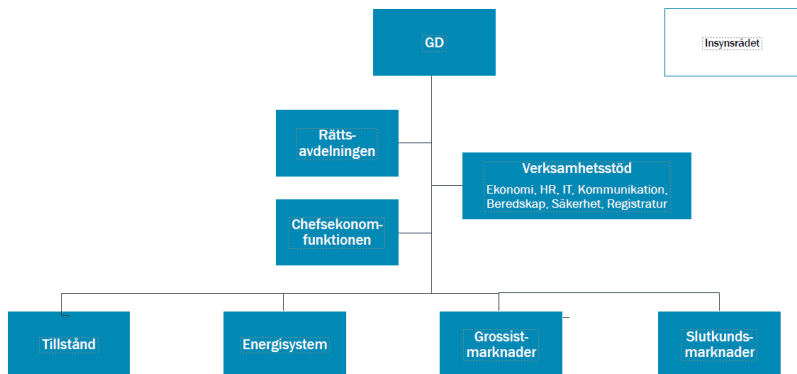 GD
Insynsrådet
Rätts-
avdelningen
Verksamhetsstöd
Ekonomi, HR, IT, Kommunikation,
Beredskap, Säkerhet, Registratur
Chefsekonom-
funktionen
Tillstånd
Energisystem
Grossist-
marknader
Slutkunds-
marknader